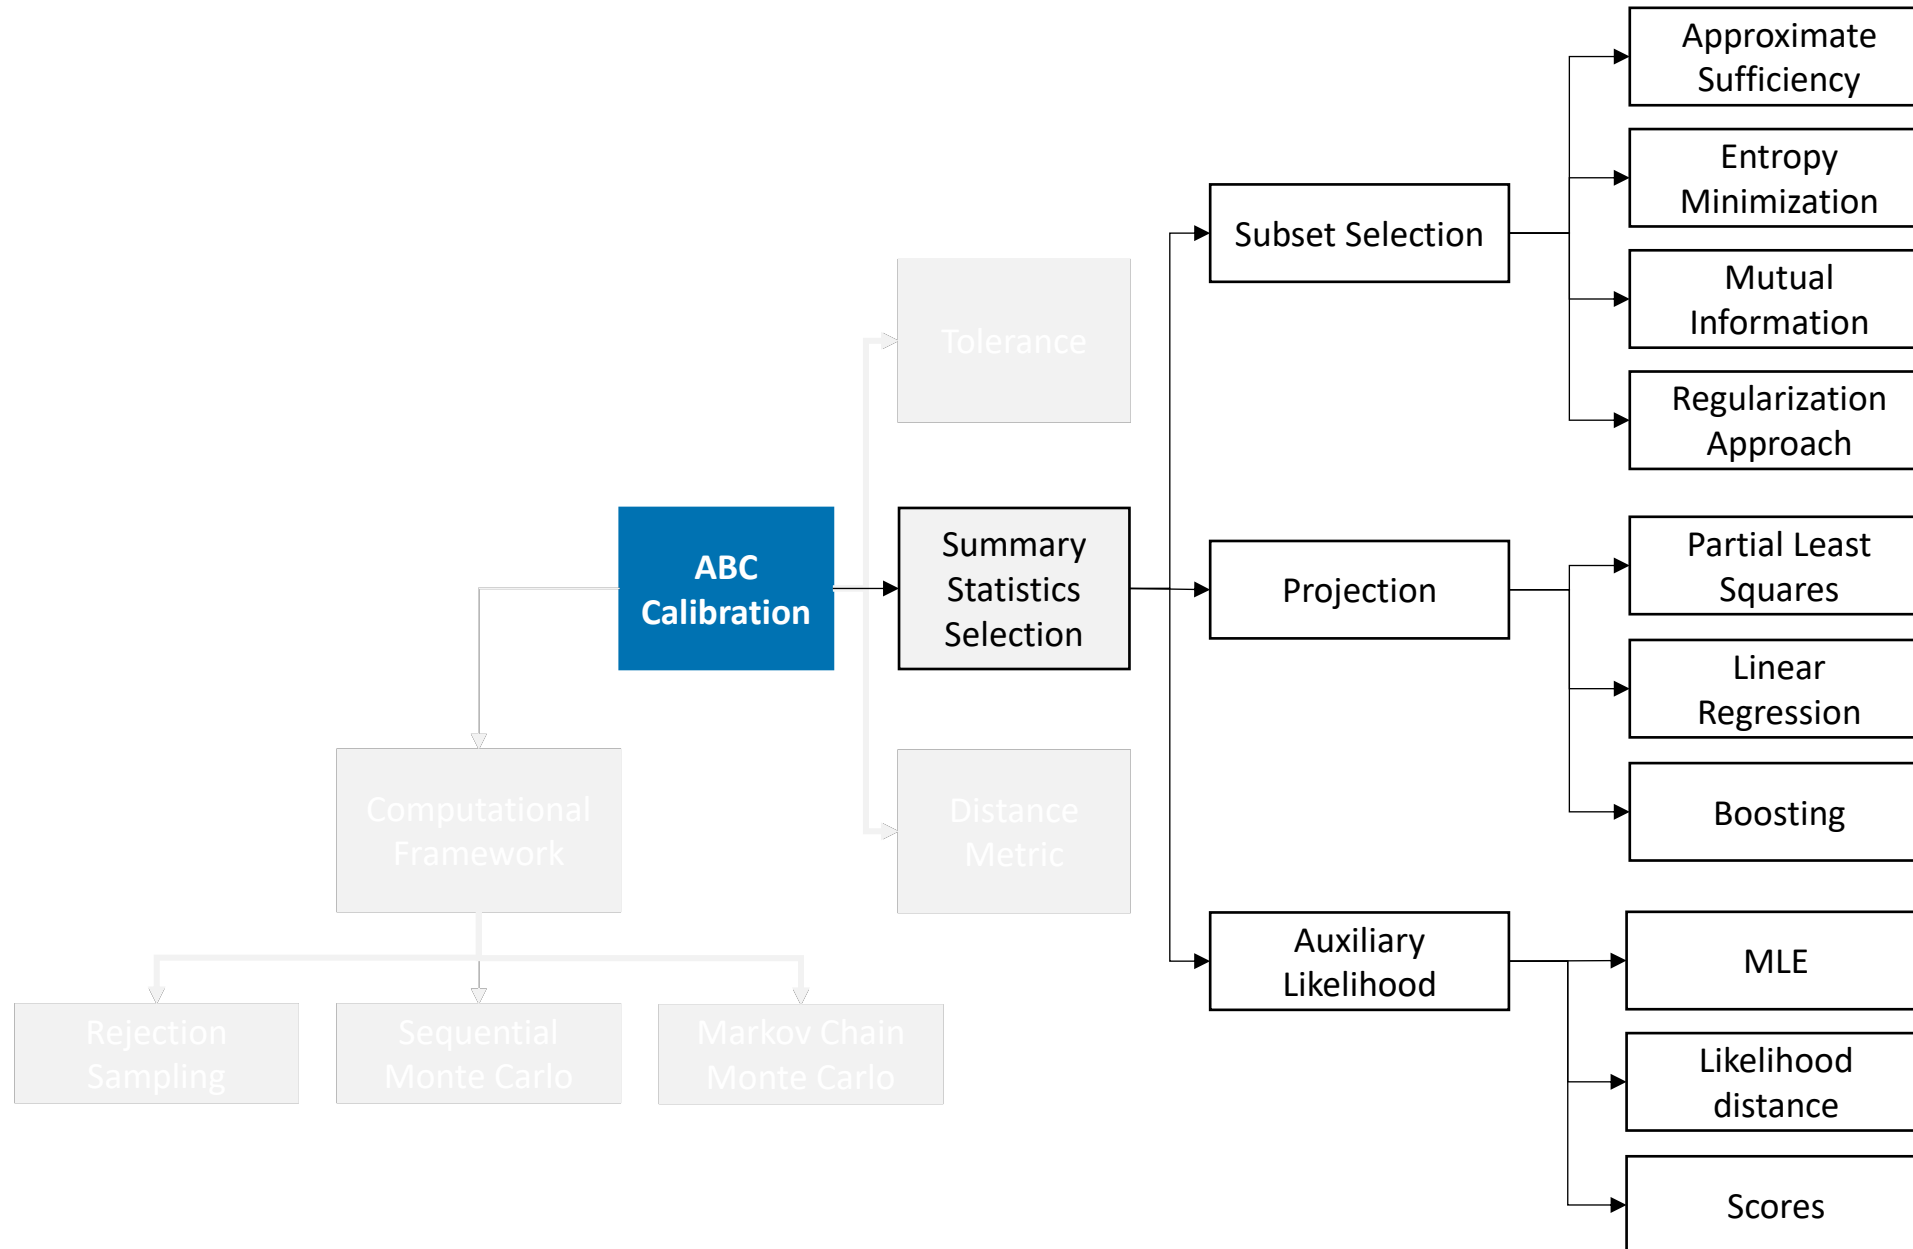 Approximate
Sufficiency
Entropy
Minimization
Subset Selection
Mutual
Information
Tolerance
Regularization
Approach
ABC
Calibration
Summary
Statistics
Selection
Projection
Partial Least
Squares
Linear
Regression
Computational
Framework
Distance
Metric
Boosting
Auxiliary
Likelihood
MLE
Rejection
Sampling
Sequential
Monte Carlo
Markov Chain
Monte Carlo
Likelihood
distance
Scores